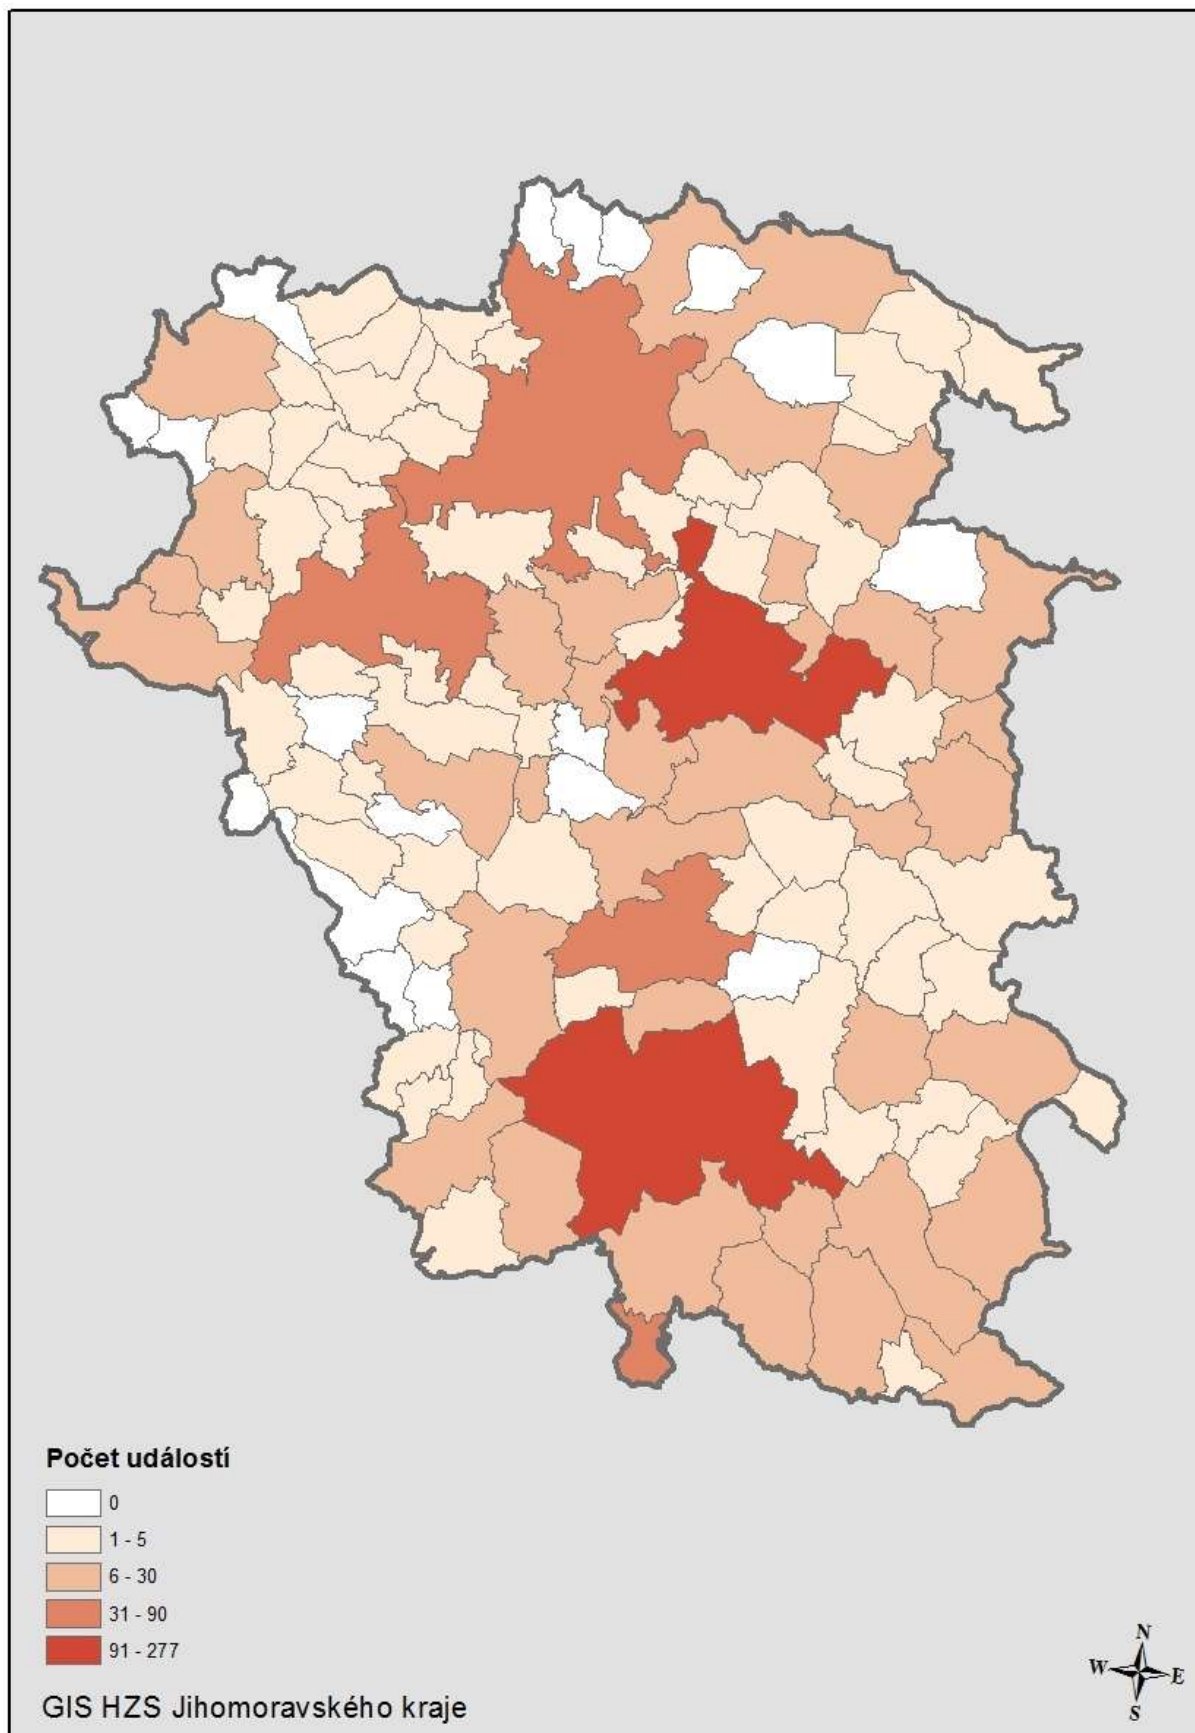 Počet událostí
0
1 - 5
6 - 30
31 - 90
91 - 277
GIS HZS Jihomoravského kraje
N
W E
S